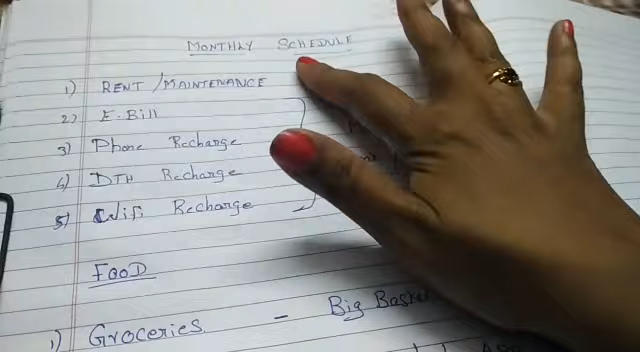 MONTHLY SCHEDULE
1) RENT / MAINTENANCE
2) E-Bill
3) Phone Recharge
4) DTH Recharge
5) Wifi Recharge
FOOD
1) Groceries - Big Basket